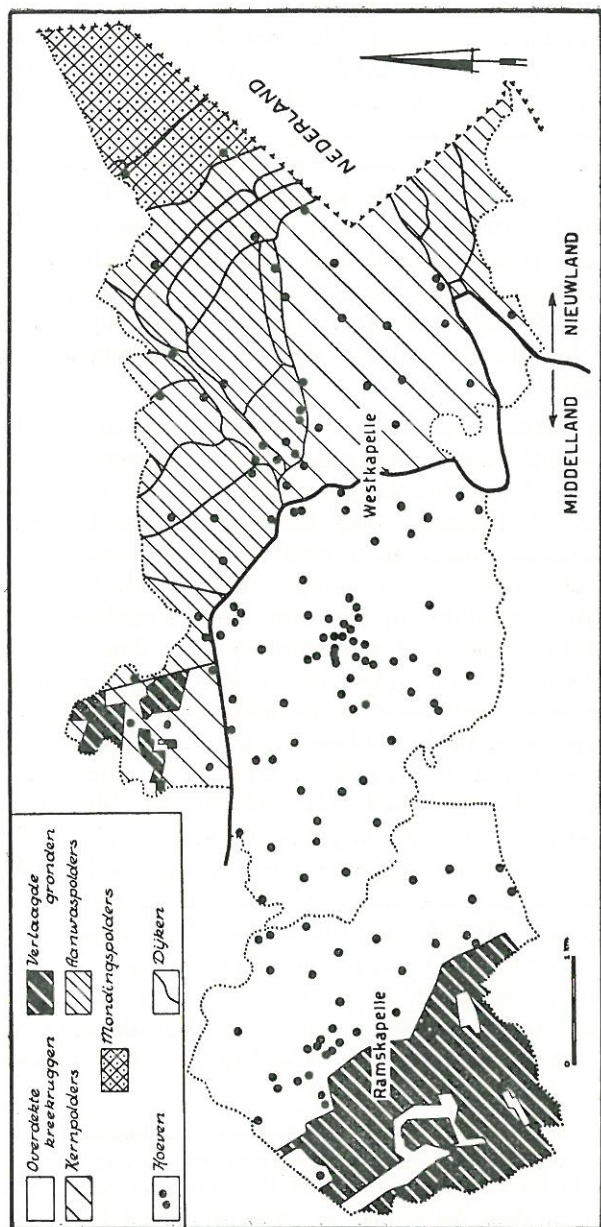 Overdekte
kreekruggen
Verlaagde
gronden
Kernpolders
Aanwaspolders
Mondingspolders
Hoeven
Dijken
NEDERLAND
Westkapelle
MIDDELLAND
NIEUWLAND
Ramskapelle
0 1 km